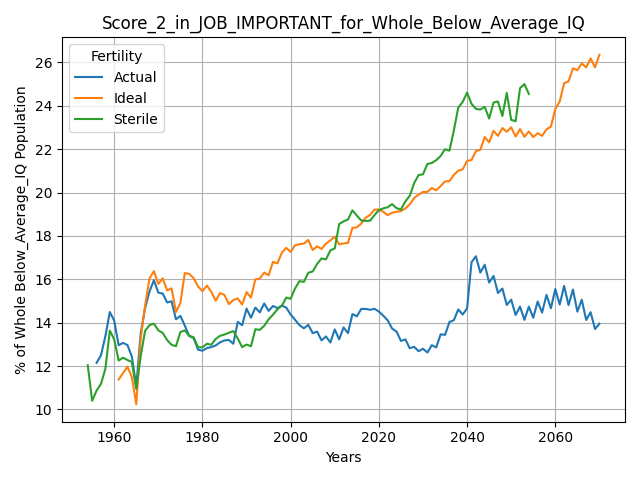 Score_2_in_JOB_IMPORTANT_for_Whole_Below_Average_IQ
Fertility
Actual
Ideal
Sterile
% of Whole Below_Average_IQ Population
26
24
22
20
18
16
14
12
10
1960
1980
2000
2020
2040
2060
Years